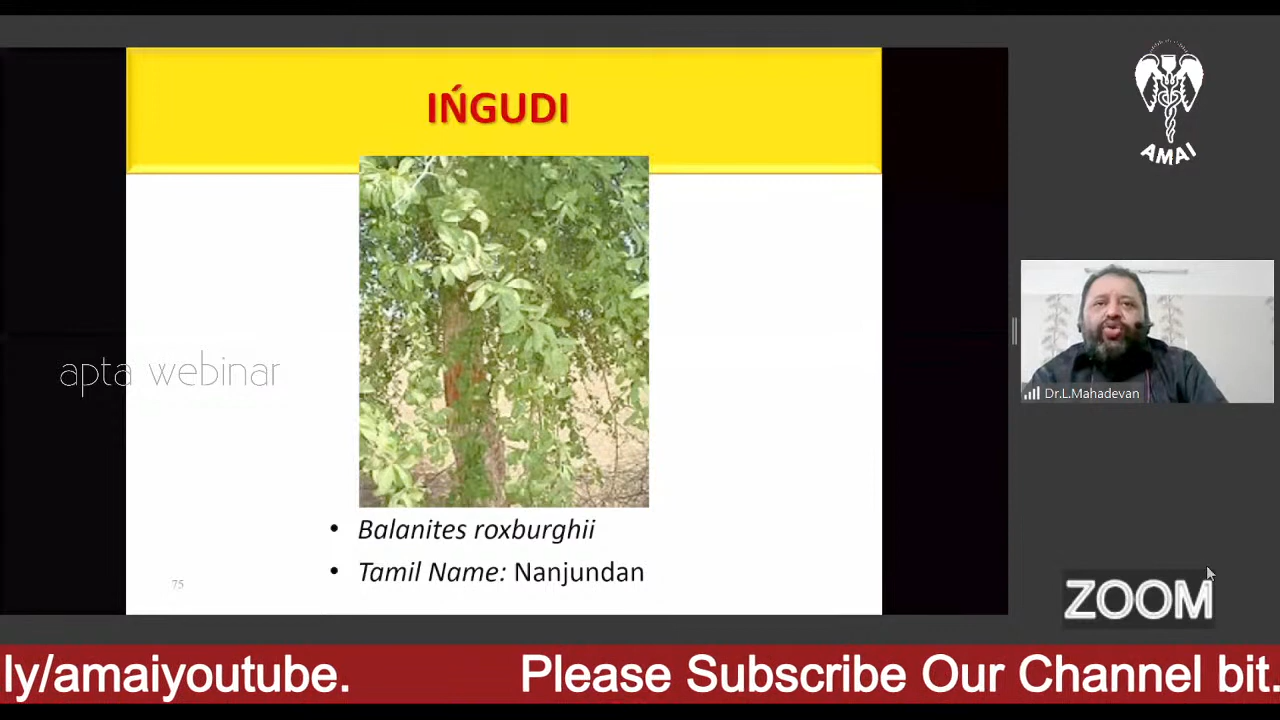 IŃGUDI
AMAI
apta webinar
Dr.L.Mahadevan
• Balanites roxburghii
• Tamil Name: Nanjundan
75
ZOOM
ly/amaiyoutube. Please Subscribe Our Channel bit.